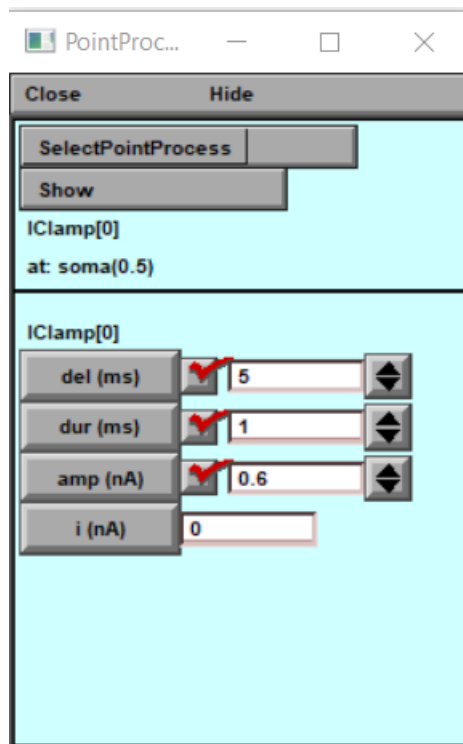 PointProc...
Close Hide
SelectPointProcess
Show
IClamp[0]
at: soma(0.5)
IClamp[0]
del (ms) 5
dur (ms) 1
amp (nA) 0.6
i (nA) 0